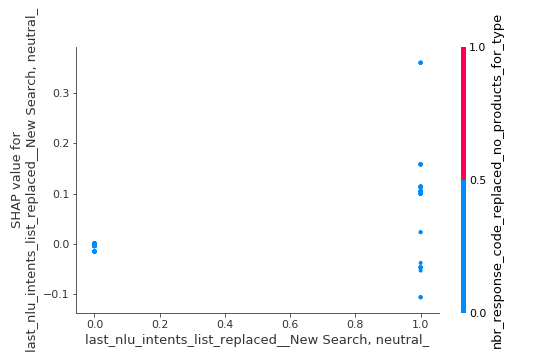 SHAP value for
last_nlu_intents_list_replaced__New Search, neutral_
0.3
0.2
0.1
0.0
−0.1
0.0 0.2 0.4 0.6 0.8 1.0
last_nlu_intents_list_replaced__New Search, neutral_
1.0
0.5
0.0
nbr_response_code_replaced_no_products_for_type